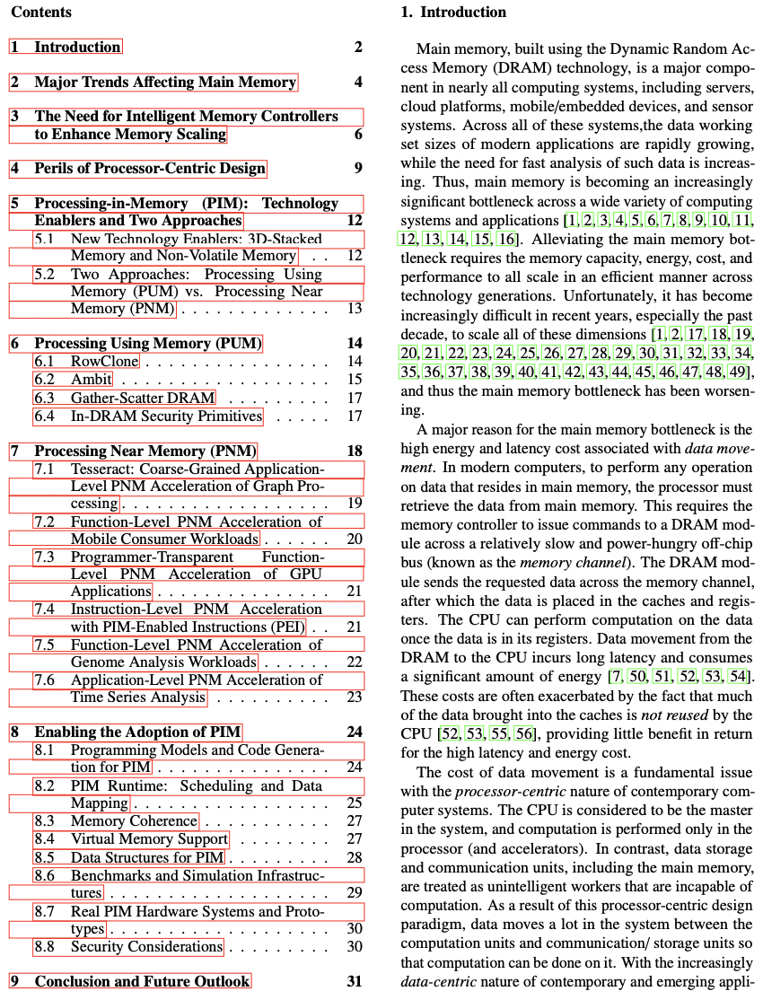 Contents
1 Introduction 2
2 Major Trends Affecting Main Memory 4
3 The Need for Intelligent Memory Controllers
to Enhance Memory Scaling 6
4 Perils of Processor-Centric Design 9
5 Processing-in-Memory (PIM): Technology
Enablers and Two Approaches 12
5.1 New Technology Enablers: 3D-Stacked
Memory and Non-Volatile Memory . . 12
5.2 Two Approaches: Processing Using
Memory (PUM) vs. Processing Near
Memory (PNM) . . . . . . . . . . . . . 13
6 Processing Using Memory (PUM) 14
6.1 RowClone . . . . . . . . . . . . . . . . 14
6.2 Ambit . . . . . . . . . . . . . . . . . . 15
6.3 Gather-Scatter DRAM . . . . . . . . 17
6.4 In-DRAM Security Primitives . . . . . 17
7 Processing Near Memory (PNM) 18
7.1 Tesseract: Coarse-Grained Application-
Level PNM Acceleration of Graph Pro-
cessing . . . . . . . . . . . . . . . . . . 19
7.2 Function-Level PNM Acceleration of
Mobile Consumer Workloads . . . . . . 20
7.3 Programmer-Transparent Function-
Level PNM Acceleration of GPU
Applications . . . . . . . . . . . . . . . 21
7.4 Instruction-Level PNM Acceleration
with PIM-Enabled Instructions (PEI) . . 21
7.5 Function-Level PNM Acceleration of
Genome Analysis Workloads . . . . . . 22
7.6 Application-Level PNM Acceleration of
Time Series Analysis . . . . . . . . . . 23
8 Enabling the Adoption of PIM 24
8.1 Programming Models and Code Genera-
tion for PIM . . . . . . . . . . . . . . . 24
8.2 PIM Runtime: Scheduling and Data
Mapping . . . . . . . . . . . . . . . . . 25
8.3 Memory Coherence . . . . . . . . . . . 27
8.4 Virtual Memory Support . . . . . . . . 27
8.5 Data Structures for PIM . . . . . . . . . 28
8.6 Benchmarks and Simulation Infrastruc-
tures . . . . . . . . . . . . . . . . . . . 29
8.7 Real PIM Hardware Systems and Proto-
types . . . . . . . . . . . . . . . . . . . 30
8.8 Security Considerations . . . . . . . . . 30
9 Conclusion and Future Outlook 31
1. Introduction
Main memory, built using the Dynamic Random Ac-
cess Memory (DRAM) technology, is a major compo-
nent in nearly all computing systems, including servers,
cloud platforms, mobile/embedded devices, and sensor
systems. Across all of these systems,the data working
set sizes of modern applications are rapidly growing,
while the need for fast analysis of such data is increas-
ing. Thus, main memory is becoming an increasingly
significant bottleneck across a wide variety of computing
systems and applications [1, 2, 3, 4, 5, 6, 7, 8, 9, 10, 11,
12, 13, 14, 15, 16]. Alleviating the main memory bot-
tleneck requires the memory capacity, energy, cost, and
performance to all scale in an efficient manner across
technology generations. Unfortunately, it has become
increasingly difficult in recent years, especially the past
decade, to scale all of these dimensions [1, 2, 17, 18, 19,
20, 21, 22, 23, 24, 25, 26, 27, 28, 29, 30, 31, 32, 33, 34,
35, 36, 37, 38, 39, 40, 41, 42, 43, 44, 45, 46, 47, 48, 49],
and thus the main memory bottleneck has been worsen-
ing.
A major reason for the main memory bottleneck is the
high energy and latency cost associated with data move-
ment. In modern computers, to perform any operation
on data that resides in main memory, the processor must
retrieve the data from main memory. This requires the
memory controller to issue commands to a DRAM mod-
ule across a relatively slow and power-hungry off-chip
bus (known as the memory channel). The DRAM mod-
ule sends the requested data across the memory channel,
after which the data is placed in the caches and regis-
ters. The CPU can perform computation on the data
once the data is in its registers. Data movement from the
DRAM to the CPU incurs long latency and consumes
a significant amount of energy [7, 50, 51, 52, 53, 54].
These costs are often exacerbated by the fact that much
of the data brought into the caches is not reused by the
CPU [52, 53, 55, 56], providing little benefit in return
for the high latency and energy cost.
The cost of data movement is a fundamental issue
with the processor-centric nature of contemporary com-
puter systems. The CPU is considered to be the master
in the system, and computation is performed only in the
processor (and accelerators). In contrast, data storage
and communication units, including the main memory,
are treated as unintelligent workers that are incapable of
computation. As a result of this processor-centric design
paradigm, data moves a lot in the system between the
computation units and communication/ storage units so
that computation can be done on it. With the increasingly
data-centric nature of contemporary and emerging appli-